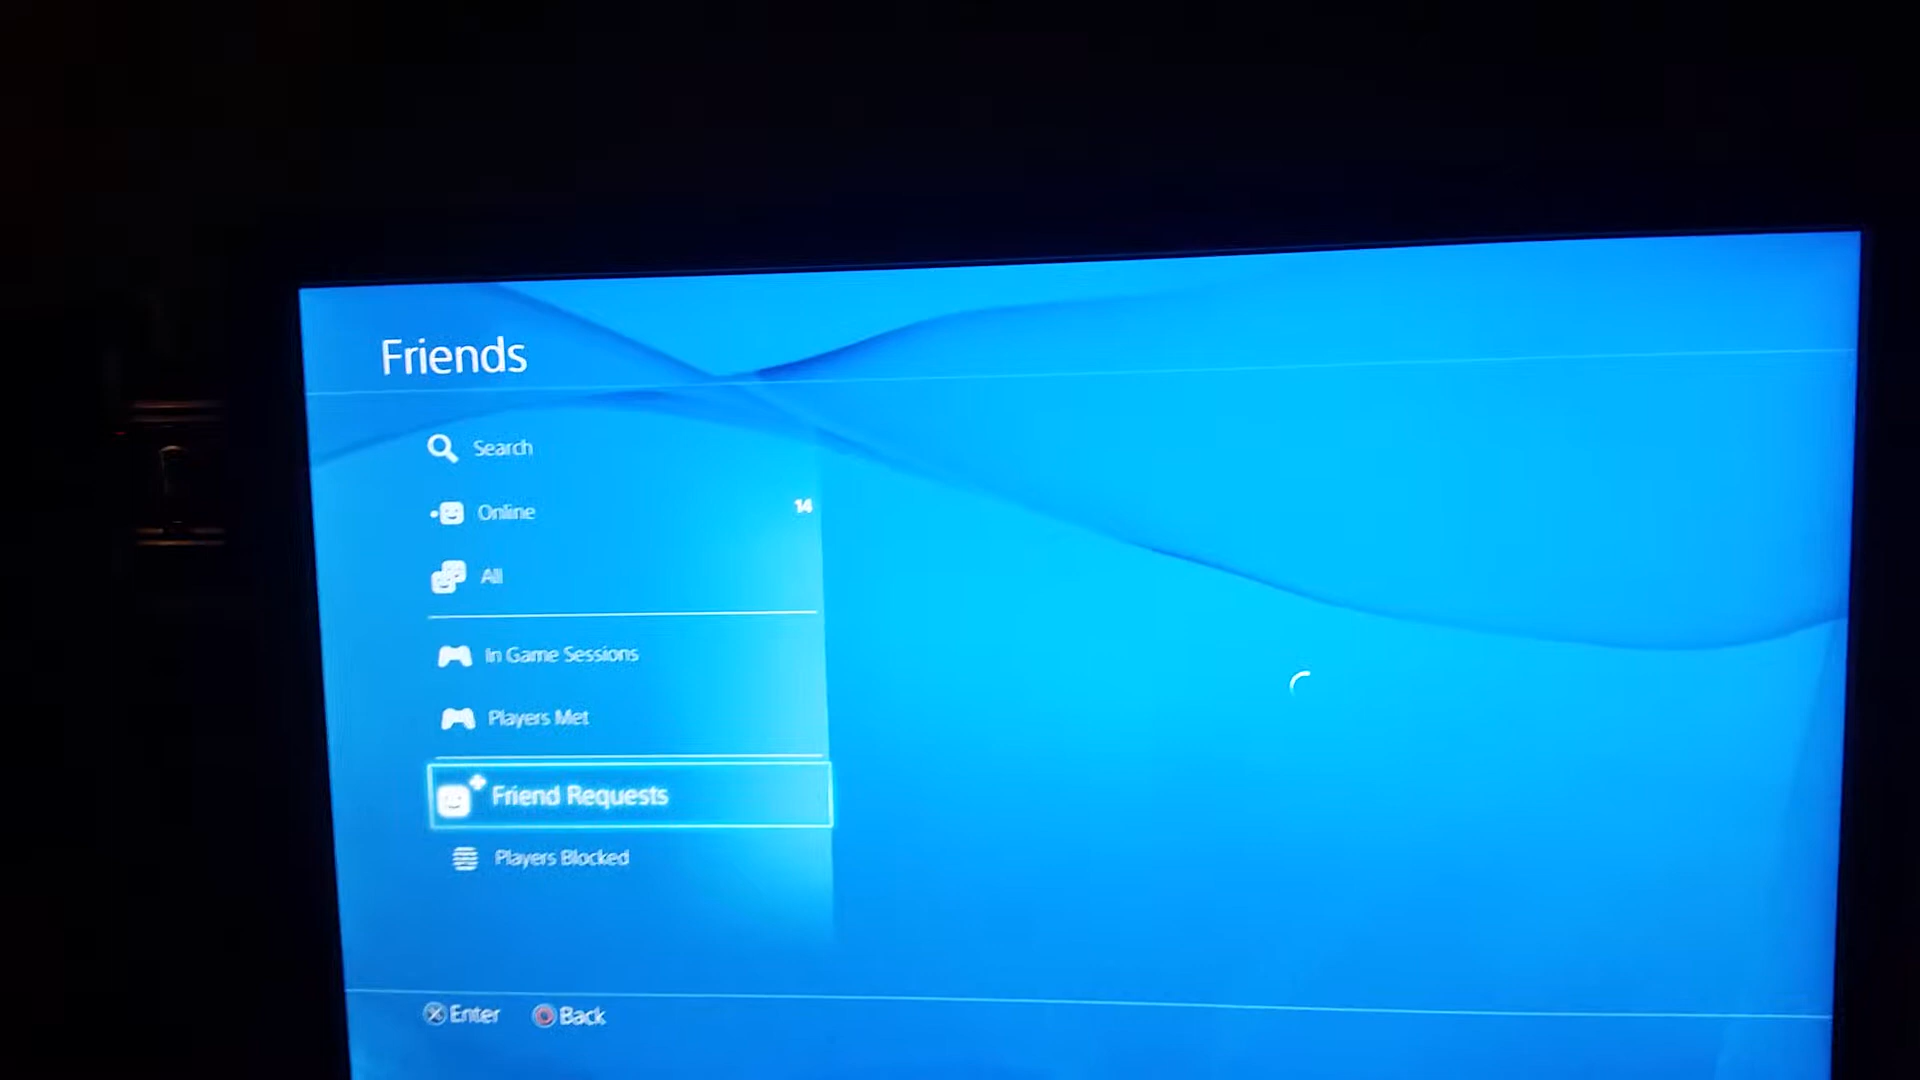 Friends
Search
Online 14
All
In Game Sessions
Players Met
Friend Requests
Players Blocked
Enter Back